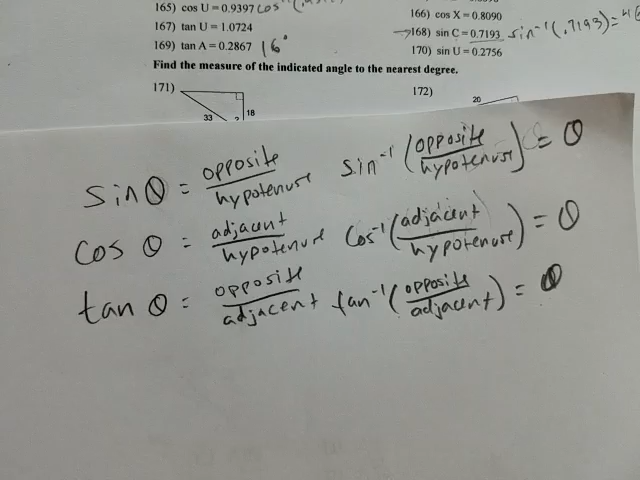 165) cos U = 0.9397 cos
166) cos X = 0.8090
167) tan U = 1.0724
168) sin C = 0.7193 sin⁻¹(.7193) =
169) tan A = 0.2867 16°
170) sin U = 0.2756
Find the measure of the indicated angle to the nearest degree.
171)
172)
20
18
33
?
sin θ = opposite/hypotenuse sin⁻¹(opposite/hypotenuse) = θ
cos θ = adjacent/hypotenuse cos⁻¹(adjacent/hypotenuse) = θ
tan θ = opposite/adjacent tan⁻¹(opposite/adjacent) = θ